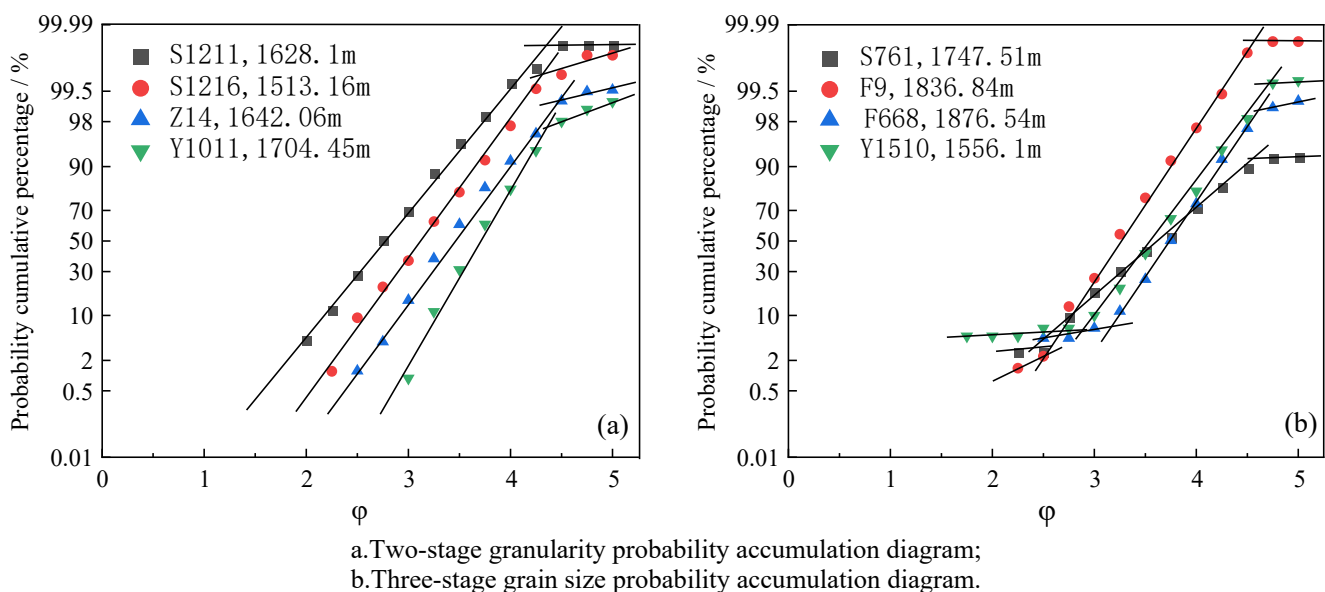 Probability cumulative percentage / %
99.99
99.5
98
90
70
50
30
10
2
0.5
0.01
S1211, 1628.1m
S1216, 1513.16m
Z14, 1642.06m
Y1011, 1704.45m
(a)
0 1 2 3 4 5
φ
Probability cumulative percentage / %
99.99
99.5
98
90
70
50
30
10
2
0.5
0.01
S761, 1747.51m
F9, 1836.84m
F668, 1876.54m
Y1510, 1556.1m
(b)
0 1 2 3 4 5
φ
a.Two-stage granularity probability accumulation diagram;
b.Three-stage grain size probability accumulation diagram.